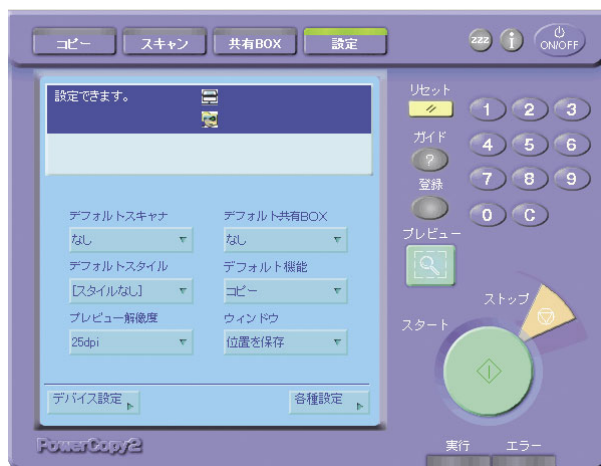 コピー
スキャン
共有BOX
設定
zzz
i
ON/OFF
設定できます。
デフォルトスキャナ
なし
デフォルト共有BOX
なし
デフォルトスタイル
[スタイルなし]
デフォルト機能
コピー
プレビュー解像度
25dpi
ウィンドウ
位置を保存
デバイス設定
各種設定
PowerCopy2
リセット
1 2 3
ガイド
?
4 5 6
登録
7 8 9
0 C
プレビュー
ストップ
スタート
実行
エラー